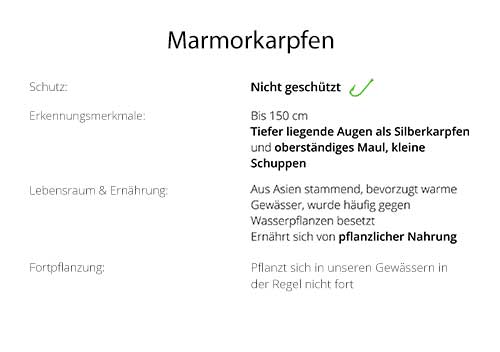 Marmorkarpfen
Schutz:
Nicht geschützt
Erkennungsmerkmale:
Bis 150 cm
Tiefer liegende Augen als Silberkarpfen
und oberständiges Maul, kleine
Schuppen
Lebensraum & Ernährung:
Aus Asien stammend, bevorzugt warme
Gewässer, wurde häufig gegen
Wasserpflanzen besetzt
Ernährt sich von pflanzlicher Nahrung
Fortpflanzung:
Pflanzt sich in unseren Gewässern in
der Regel nicht fort